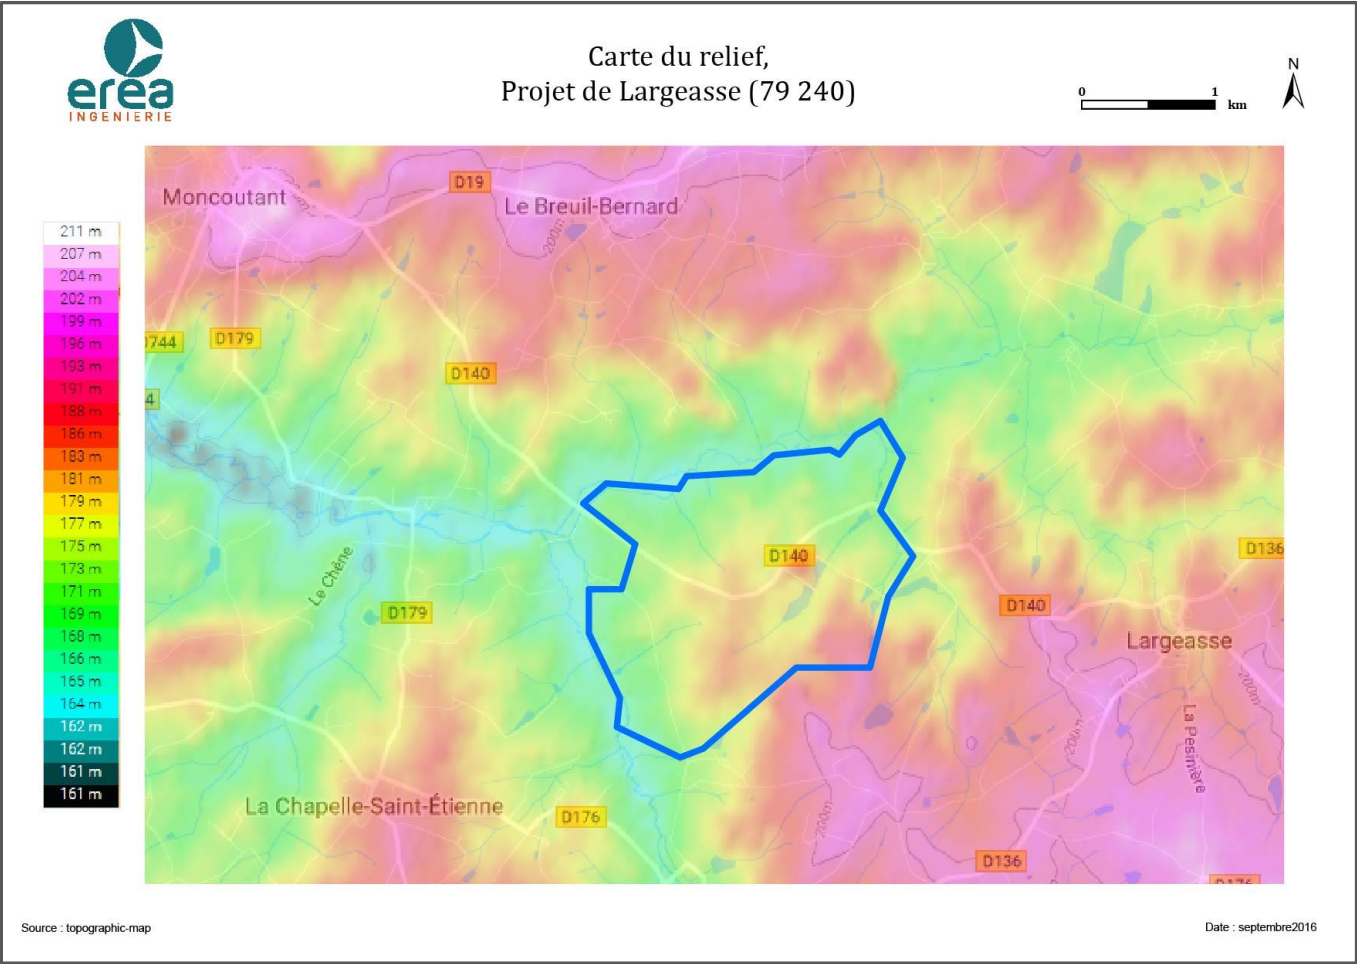 erea
INGENIERIE
Carte du relief,
Projet de Largeasse (79 240)
0 1
km
N
Moncoutant
D19
Le Breuil-Bernard
200m
D744
D179
D140
4
211 m
207 m
204 m
202 m
199 m
196 m
193 m
191 m
188 m
186 m
183 m
181 m
179 m
177 m
175 m
173 m
171 m
169 m
168 m
166 m
165 m
164 m
162 m
162 m
161 m
161 m
Le Chêne
D179
D140
D136
D140
Largeasse
200m
200m
La Pesinière
La Chapelle-Saint-Étienne
D176
200m
D136
D176
Source : topographic-map
Date : septembre2016